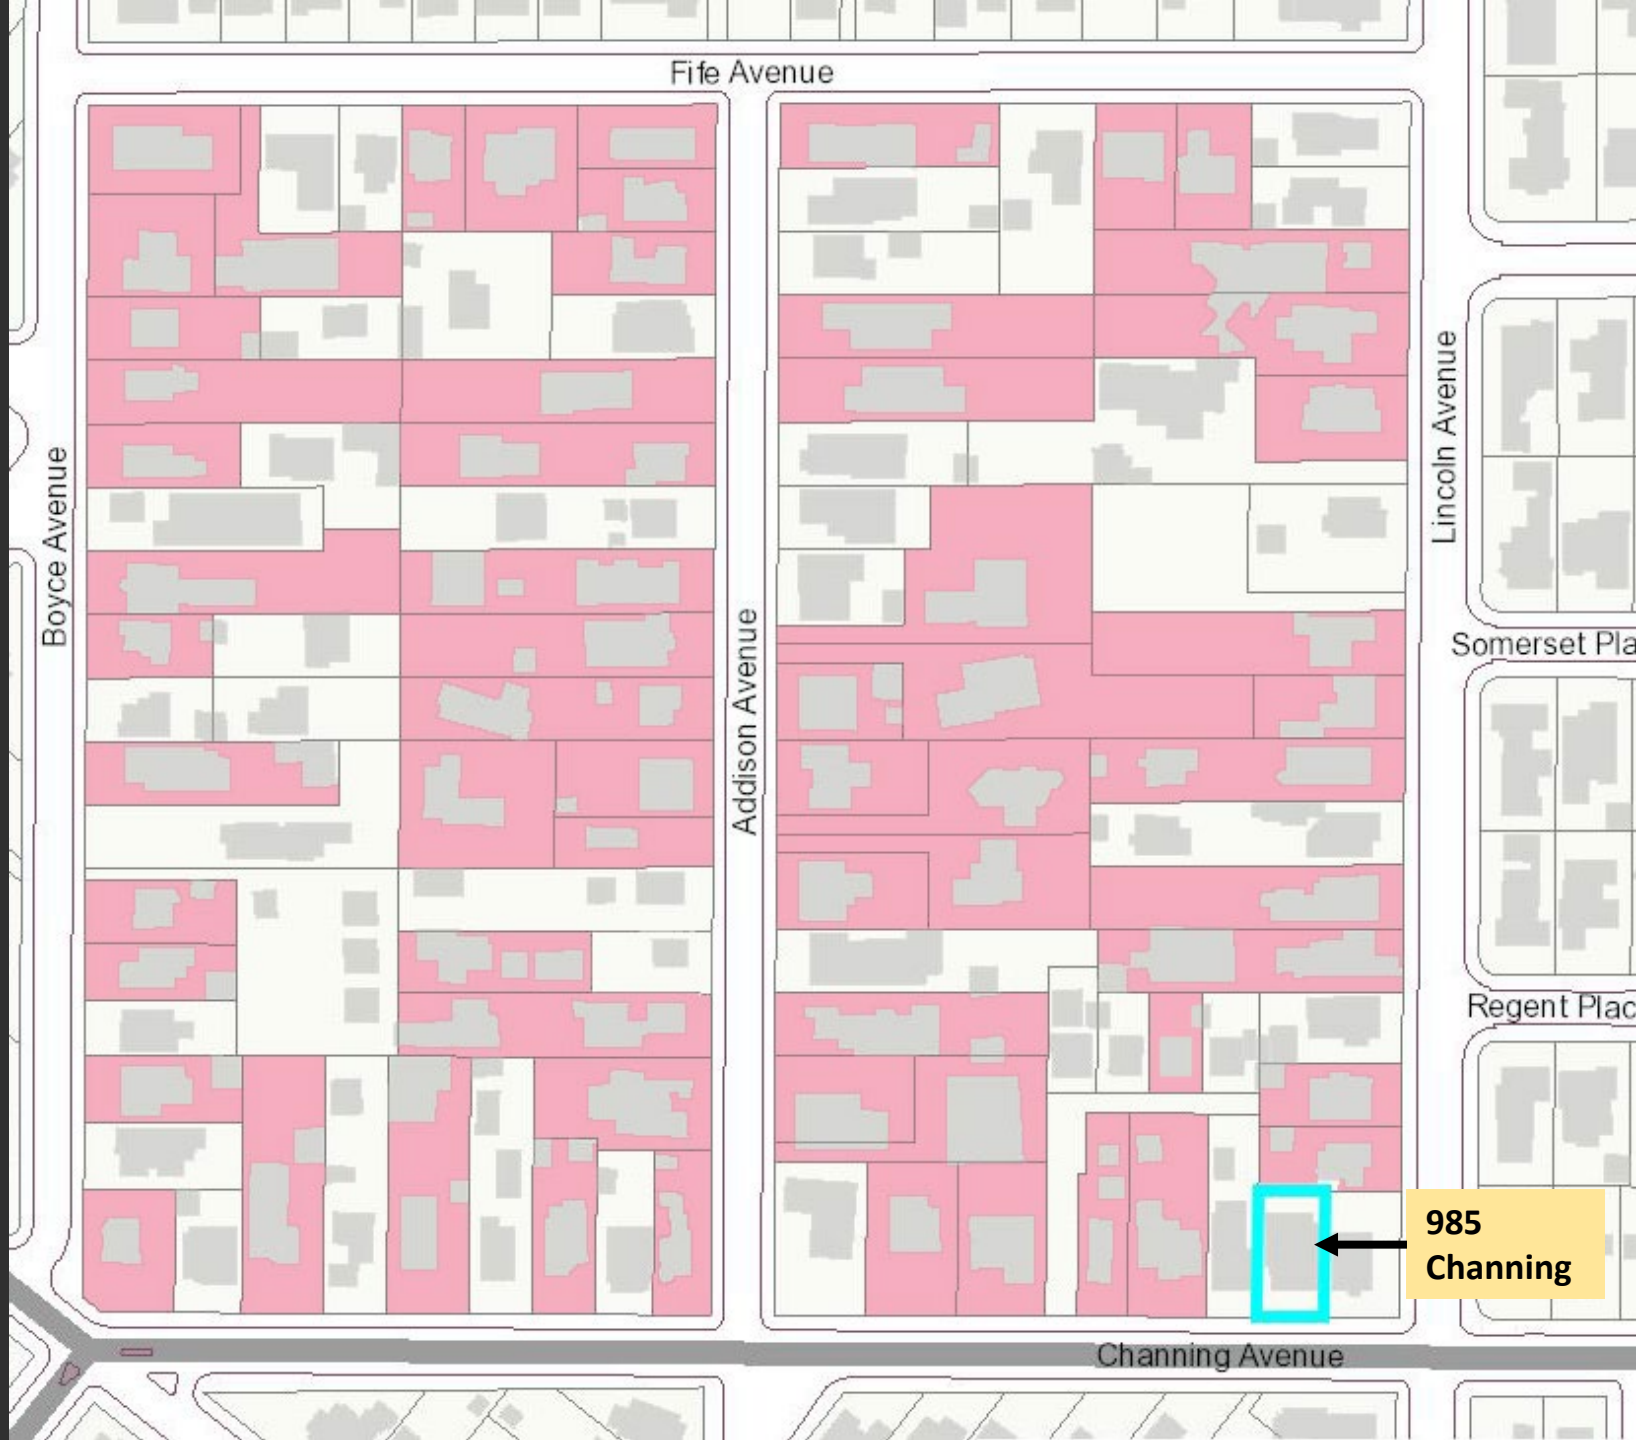 Fife Avenue
Boyce Avenue
Addison Avenue
Lincoln Avenue
Somerset Pla
Regent Plac
985
Channing
Channing Avenue